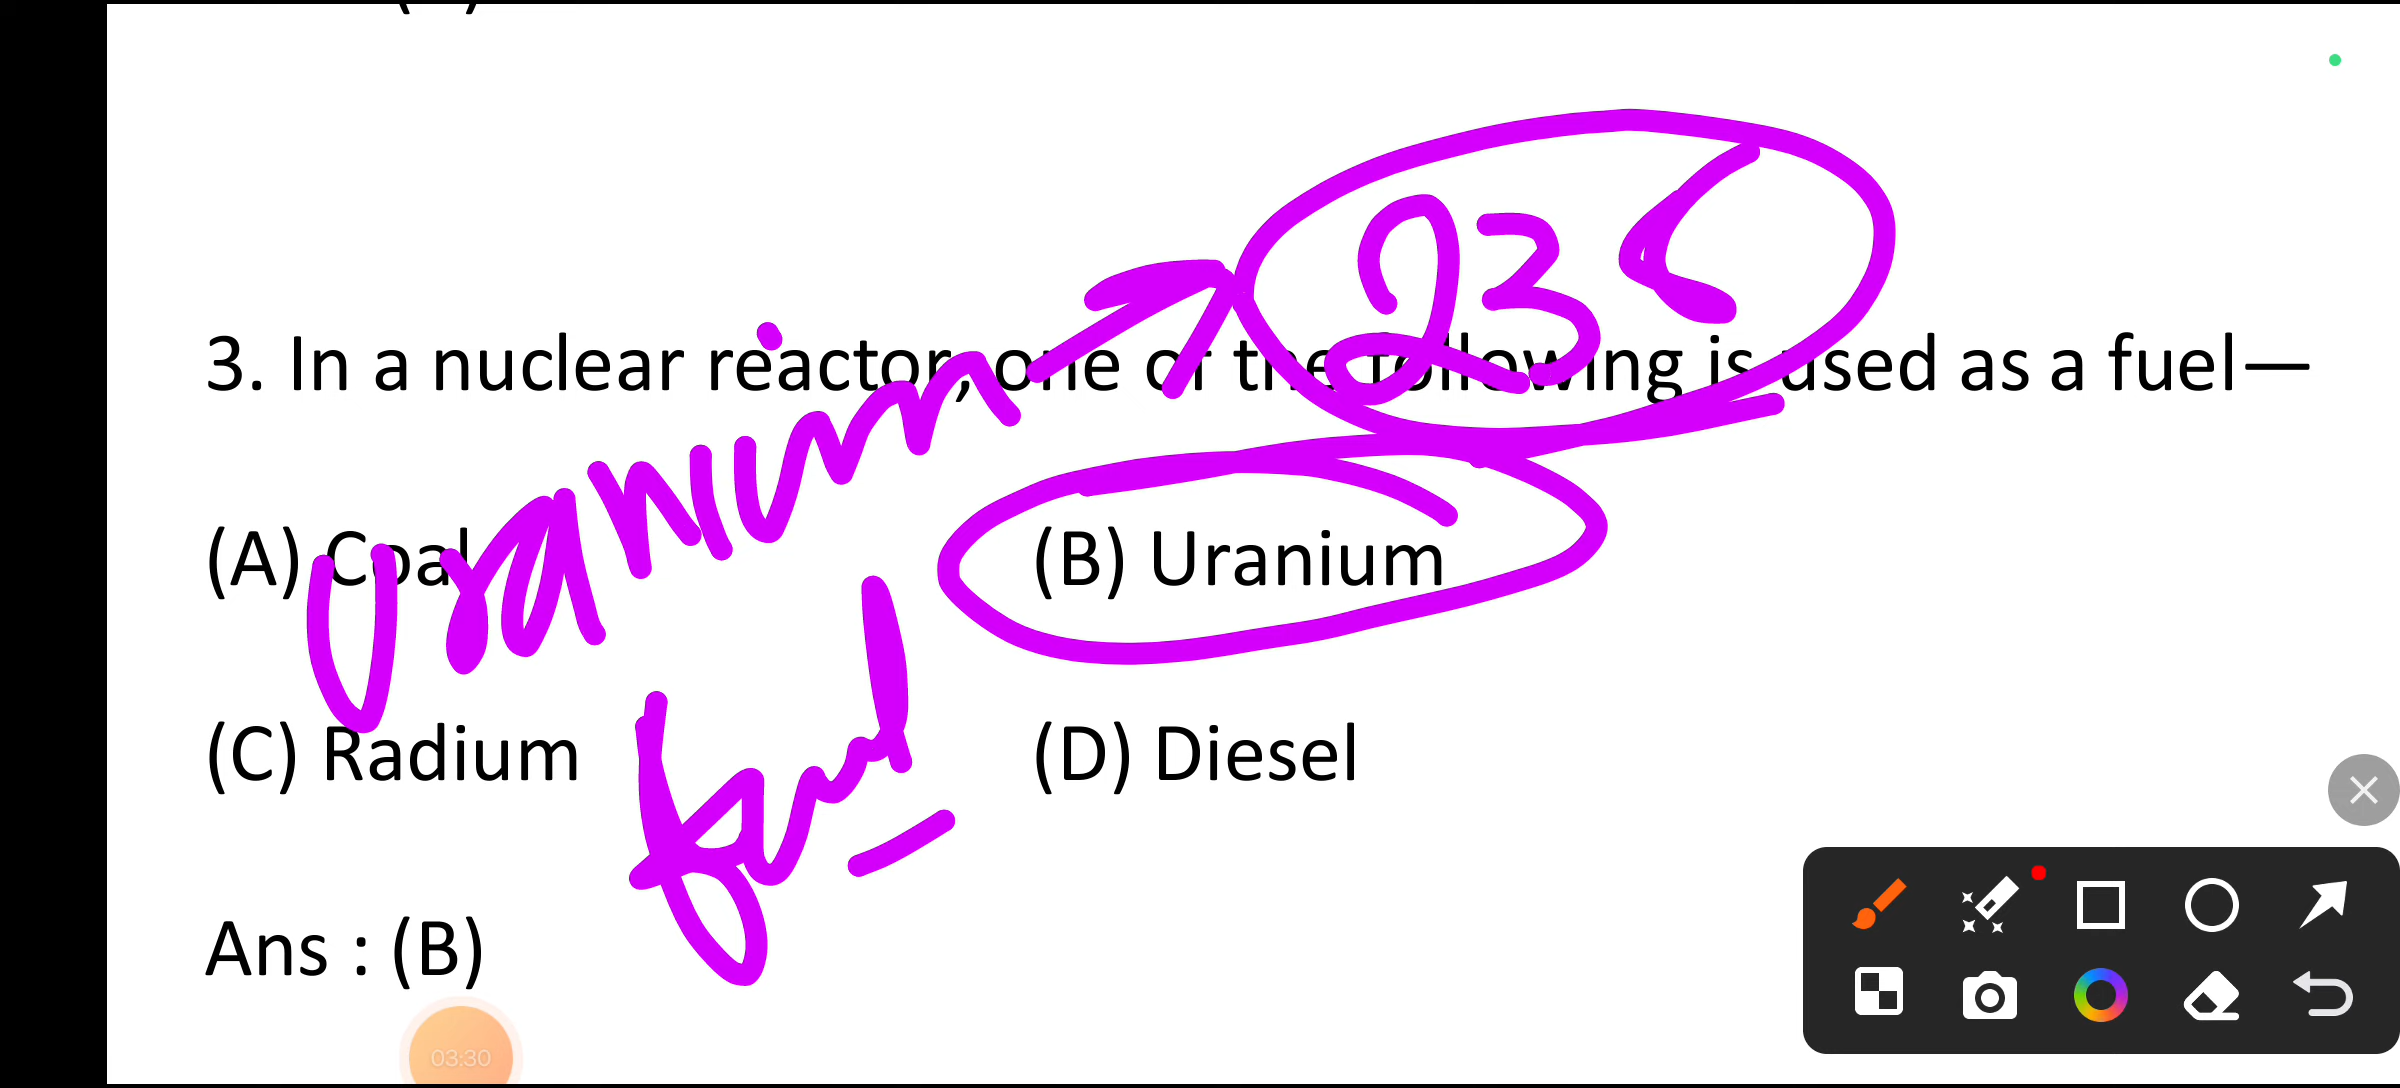 235
3. In a nuclear reactor, one of the following is used as a fuel—
Uranium
(A) Coal (B) Uranium
(C) Radium (D) Diesel
fuel
Ans : (B)
03:30